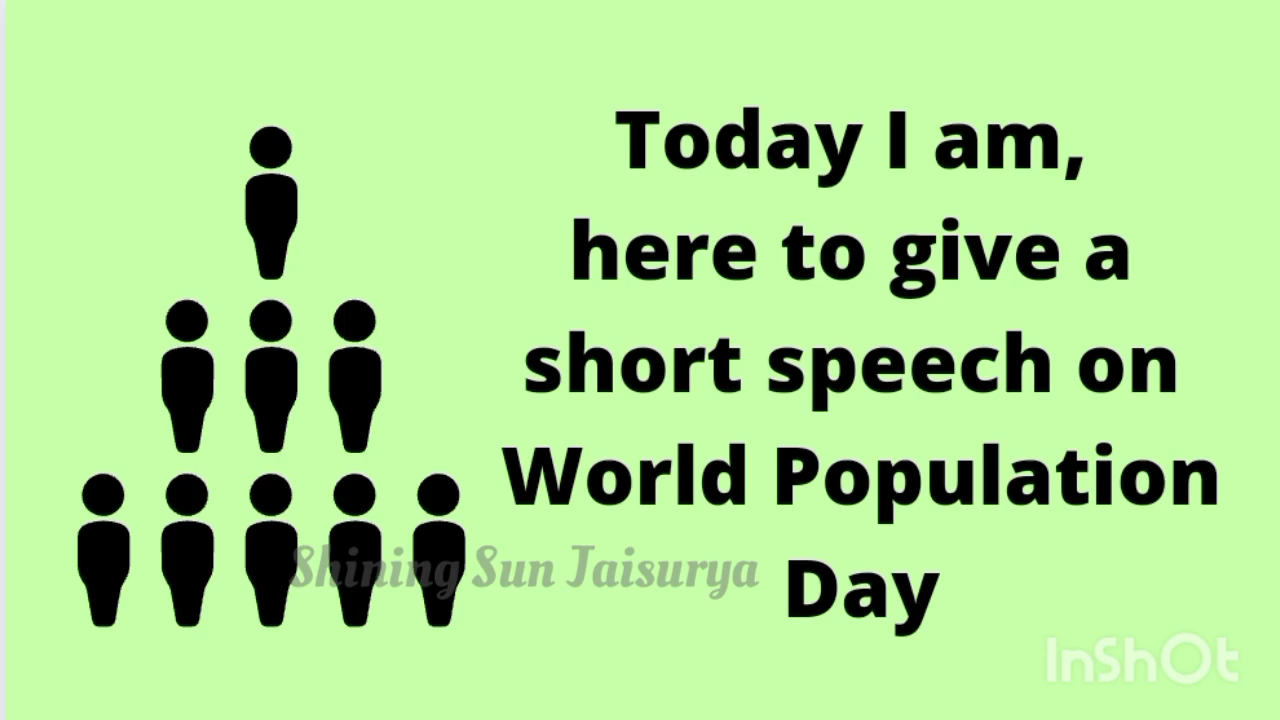 Today I am,
here to give a
short speech on
World Population
Day
Shining Sun Jaisurya
InShOt